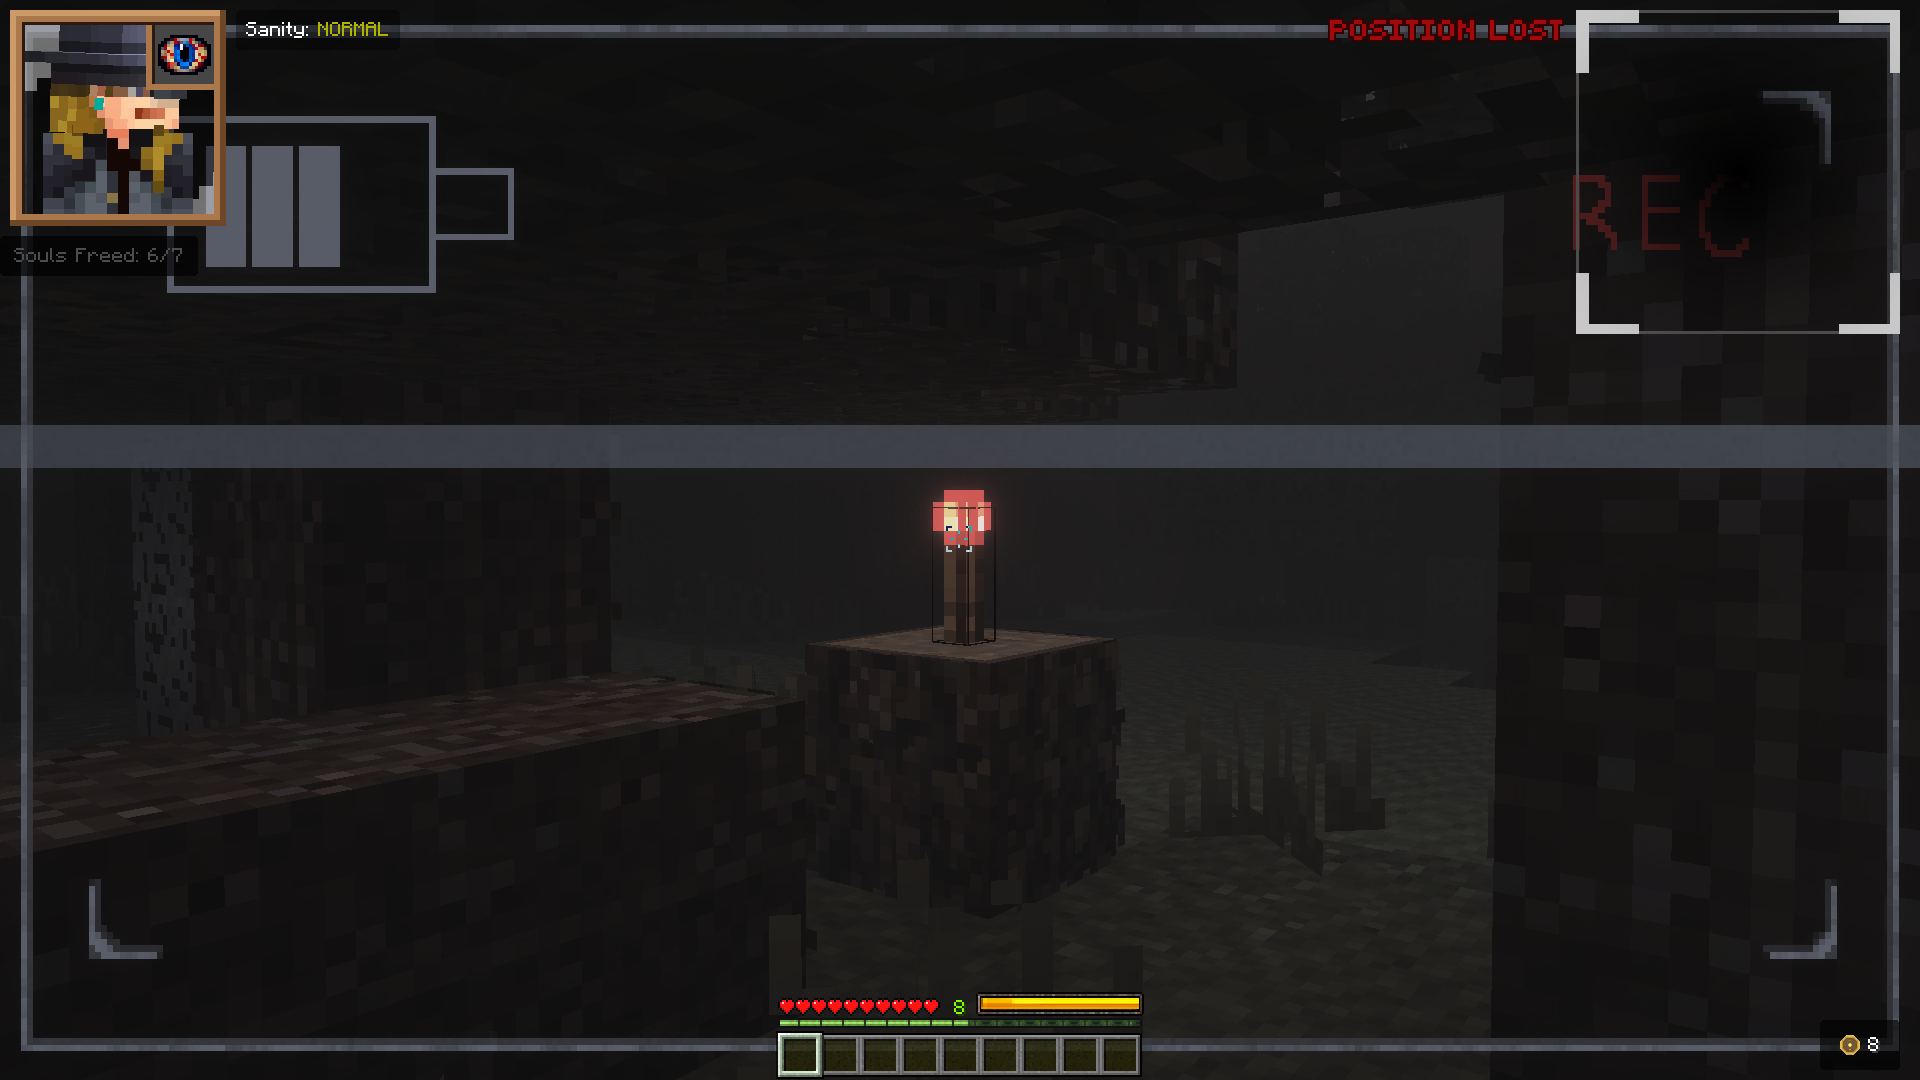 Sanity: NORMAL
POSITION LOST
REC
Souls Freed: 6/7
8
8